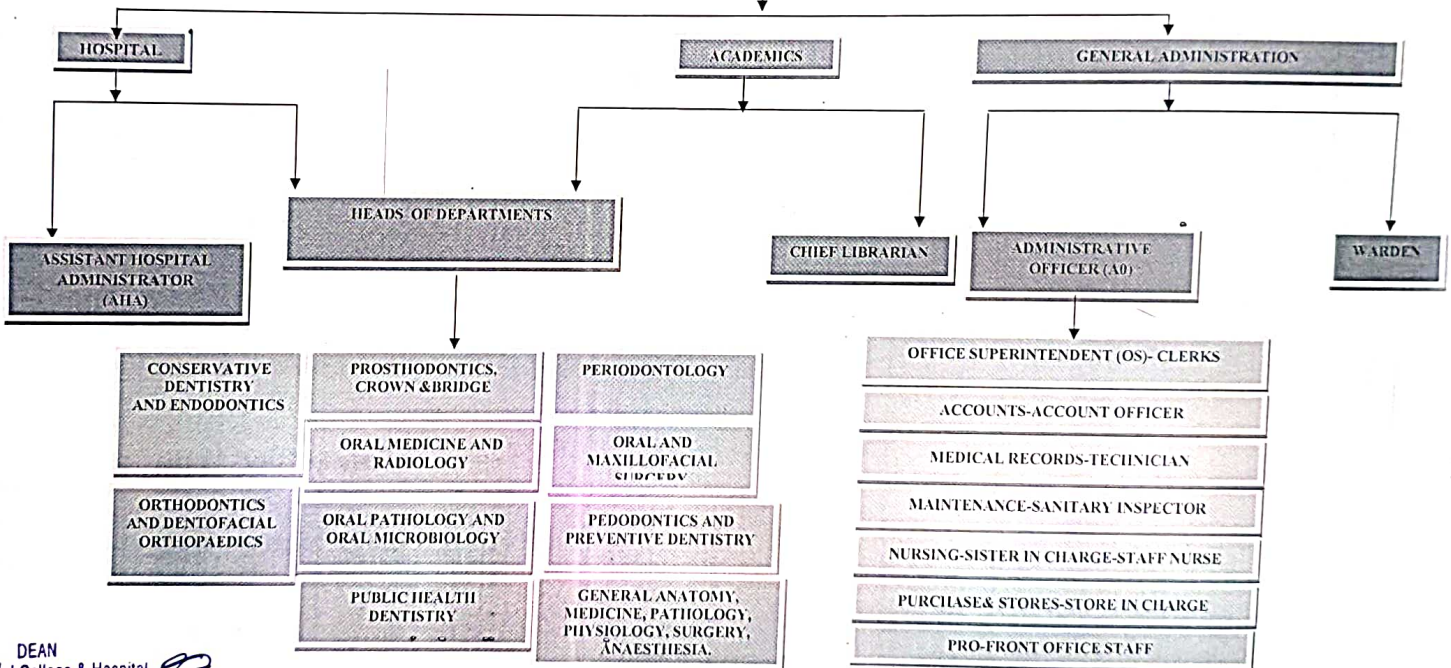 HOSPITAL
ACADEMICS
GENERAL ADMINISTRATION
HEADS OF DEPARTMENTS
ASSISTANT HOSPITAL
ADMINISTRATOR
(AHA)
CHIEF LIBRARIAN
ADMINISTRATIVE
OFFICER (A0)
WARDEN
CONSERVATIVE
DENTISTRY
AND ENDODONTICS
PROSTHODONTICS,
CROWN &BRIDGE
PERIODONTOLOGY
ORAL MEDICINE AND
RADIOLOGY
ORAL AND
MAXILLOFACIAL
SURGERY
ORTHODONTICS
AND DENTOFACIAL
ORTHOPAEDICS
ORAL PATHOLOGY AND
ORAL MICROBIOLOGY
PEDODONTICS AND
PREVENTIVE DENTISTRY
PUBLIC HEALTH
DENTISTRY
GENERAL ANATOMY,
MEDICINE, PATHOLOGY,
PHYSIOLOGY, SURGERY,
ANAESTHESIA.
OFFICE SUPERINTENDENT (OS)- CLERKS
ACCOUNTS-ACCOUNT OFFICER
MEDICAL RECORDS-TECHNICIAN
MAINTENANCE-SANITARY INSPECTOR
NURSING-SISTER IN CHARGE-STAFF NURSE
PURCHASE& STORES-STORE IN CHARGE
PRO-FRONT OFFICE STAFF
DEAN
College & Hospital